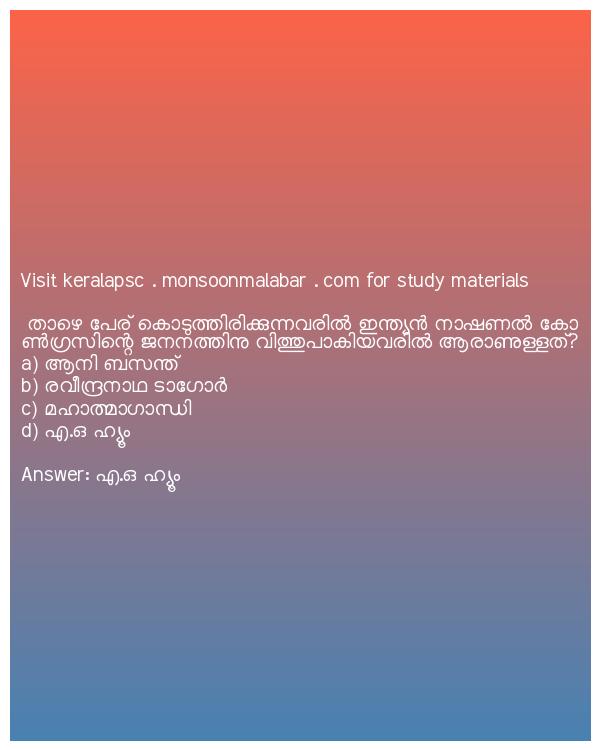 Visit keralapsc . monsoonmalabar . com for study materials
താഴെ പേര് കൊടുത്തിരിക്കുന്നവരിൽ ഇന്ത്യൻ നാഷണൽ കോ
ൺഗ്രസിന്റെ ജനനത്തിനു വിത്തുപാകിയവരിൽ ആരാണുള്ളത്?
a) ആനി ബസന്ത്
b) രവീന്ദ്രനാഥ ടാഗോർ
c) മഹാത്മാഗാന്ധി
d) എ.ഒ ഹ്യൂം
Answer: എ.ഒ ഹ്യൂം